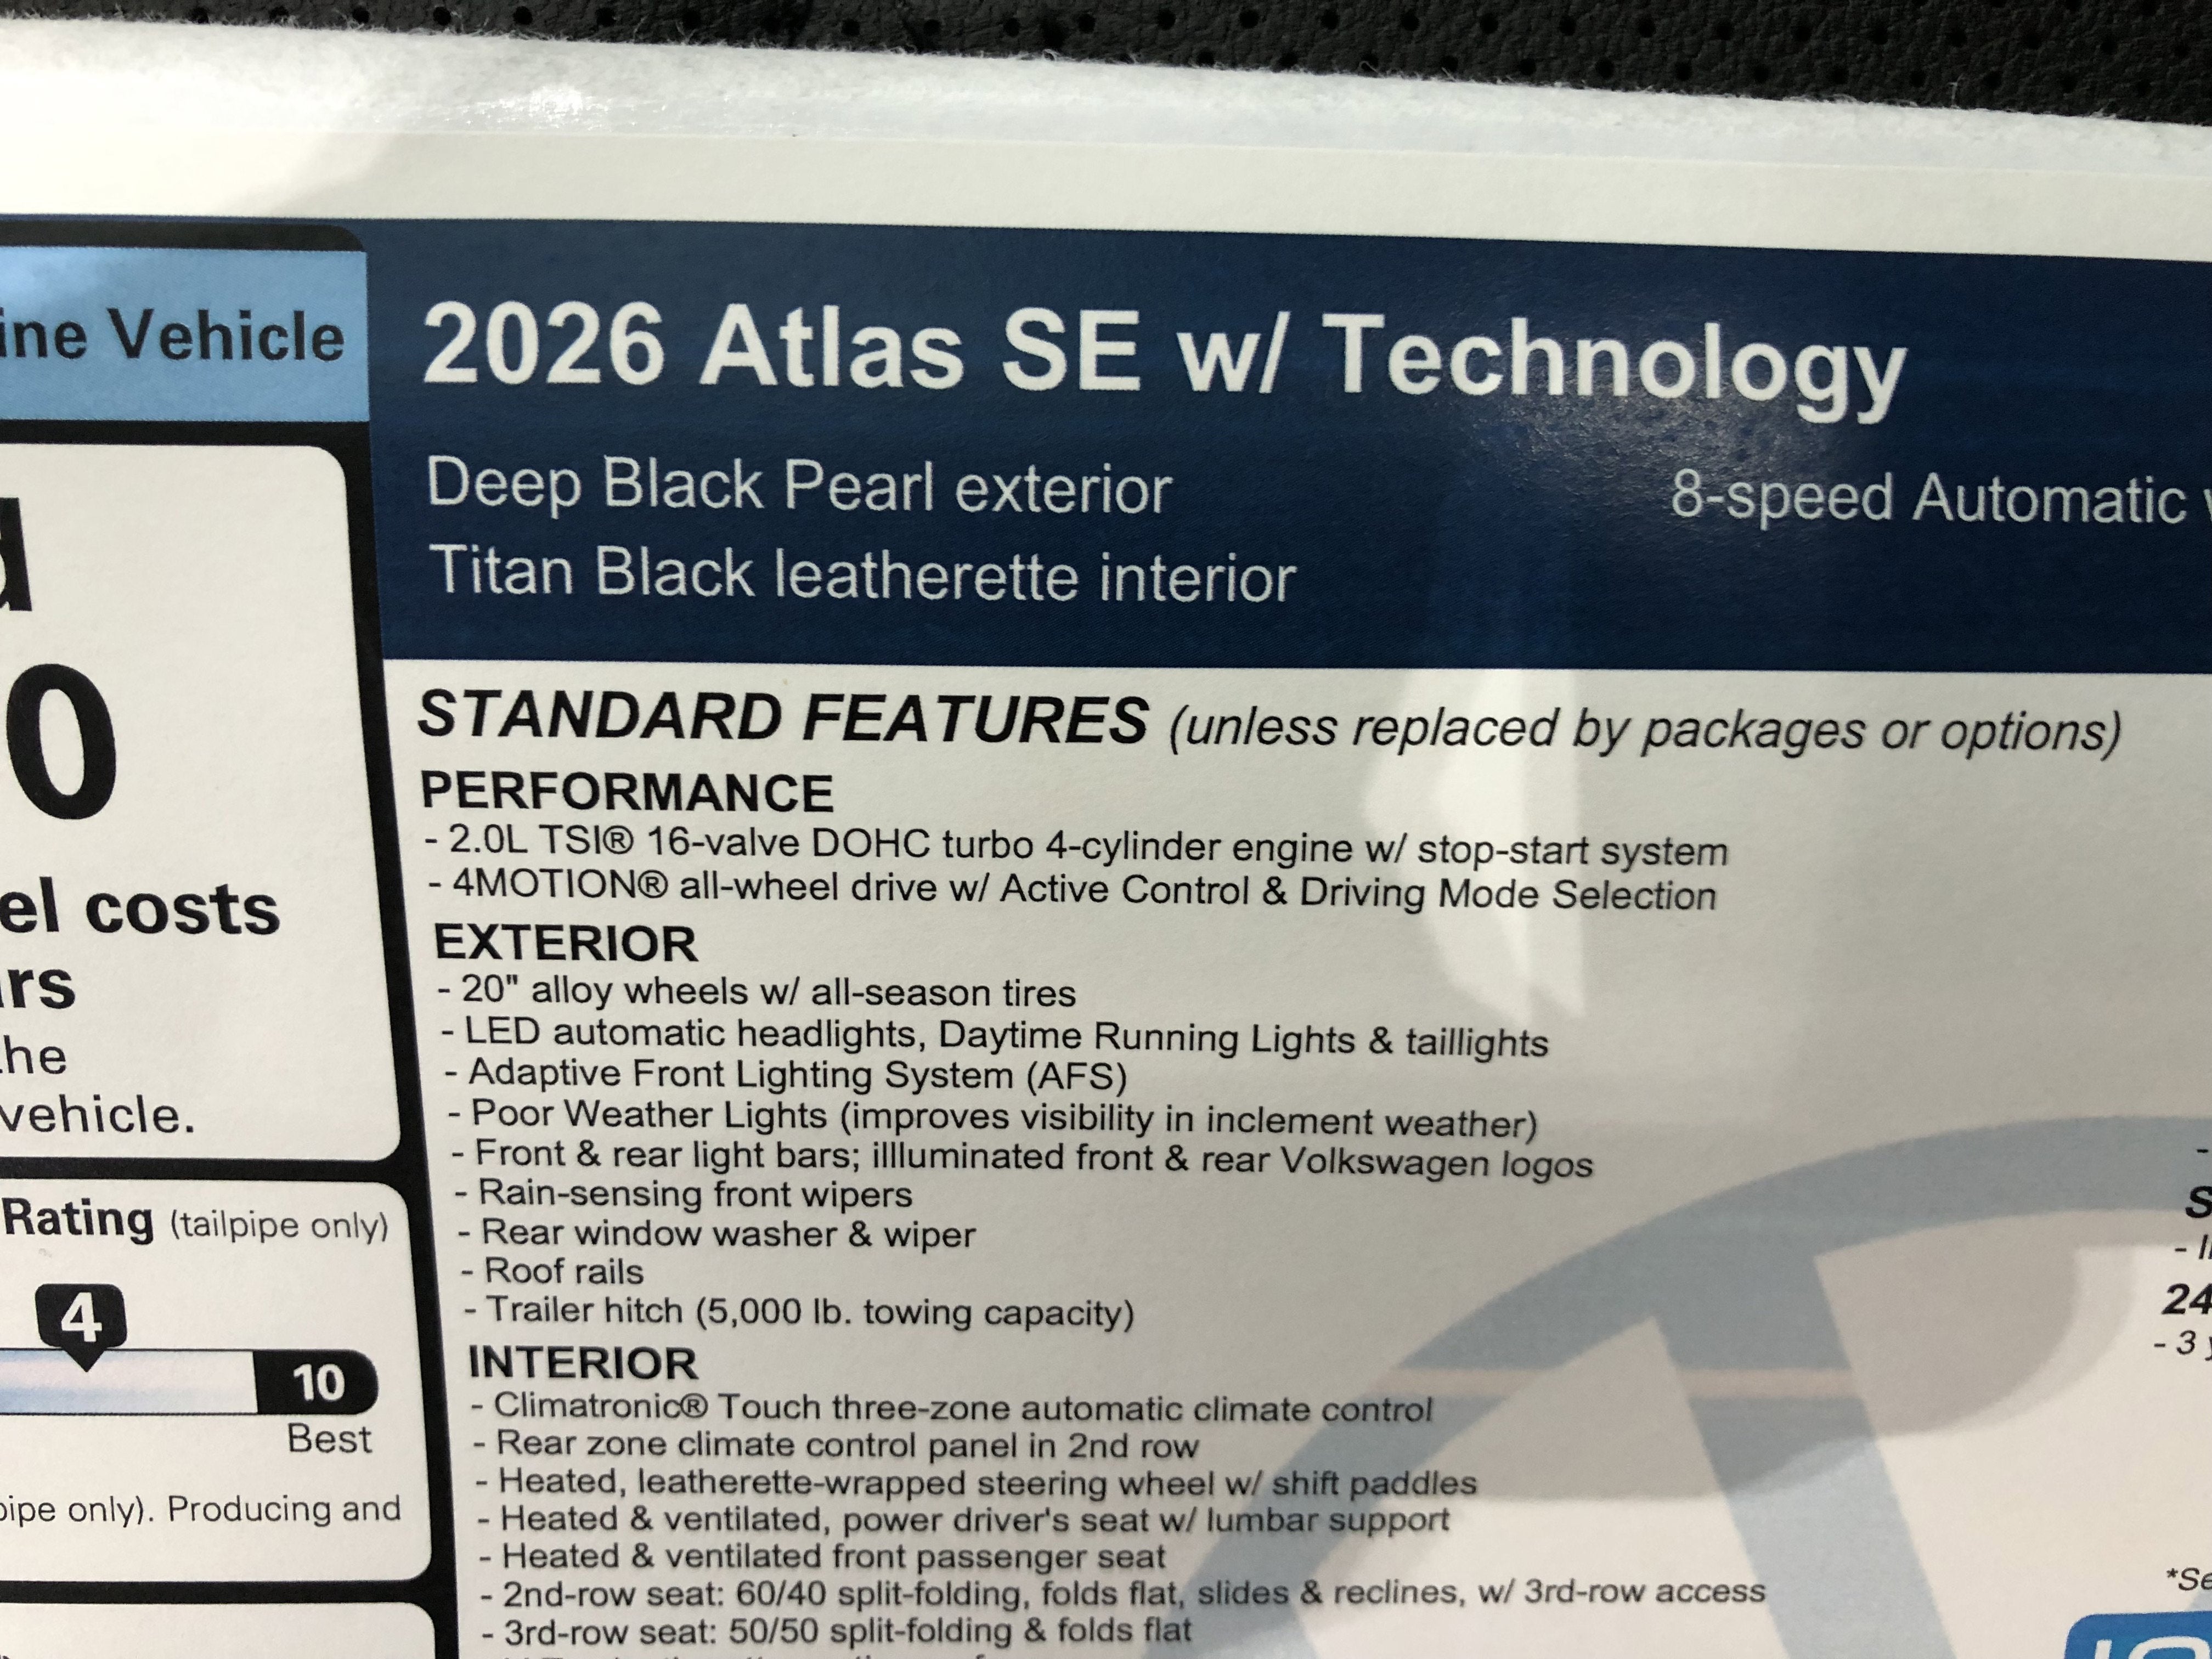 Vehicle
0
costs
vehicle.
Rating (tailpipe only)
4
10
Best
only). Producing and
2026 Atlas SE w/ Technology
Deep Black Pearl exterior
8-speed Automatic
Titan Black leatherette interior
STANDARD FEATURES (unless replaced by packages or options)
PERFORMANCE
- 2.0L TSI® 16-valve DOHC turbo 4-cylinder engine w/ stop-start system
- 4MOTION® all-wheel drive w/ Active Control & Driving Mode Selection
EXTERIOR
- 20" alloy wheels w/ all-season tires
- LED automatic headlights, Daytime Running Lights & taillights
- Adaptive Front Lighting System (AFS)
- Poor Weather Lights (improves visibility in inclement weather)
- Front & rear light bars; illluminated front & rear Volkswagen logos
- Rain-sensing front wipers
- Rear window washer & wiper
- Roof rails
- Trailer hitch (5,000 lb. towing capacity)
INTERIOR
- Climatronic® Touch three-zone automatic climate control
- Rear zone climate control panel in 2nd row
- Heated, leatherette-wrapped steering wheel w/ shift paddles
- Heated & ventilated, power driver's seat w/ lumbar support
- Heated & ventilated front passenger seat
- 2nd-row seat: 60/40 split-folding, folds flat, slides & reclines, w/ 3rd-row access
- 3rd-row seat: 50/50 split-folding & folds flat
24
- 3